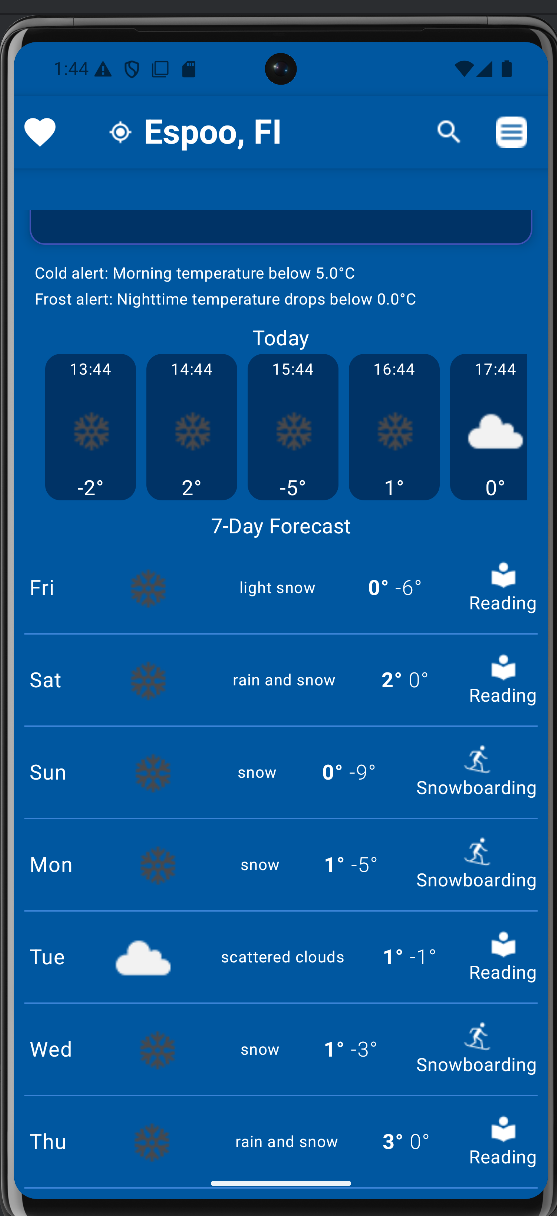 1:44
Espoo, FI
Cold alert: Morning temperature below 5.0°C
Frost alert: Nighttime temperature drops below 0.0°C
Today
13:44 14:44 15:44 16:44 17:44
-2° 2° -5° 1° 0°
7-Day Forecast
Fri light snow 0° -6° Reading
Sat rain and snow 2° 0° Reading
Sun snow 0° -9° Snowboarding
Mon snow 1° -5° Snowboarding
Tue scattered clouds 1° -1° Reading
Wed snow 1° -3° Snowboarding
Thu rain and snow 3° 0° Reading